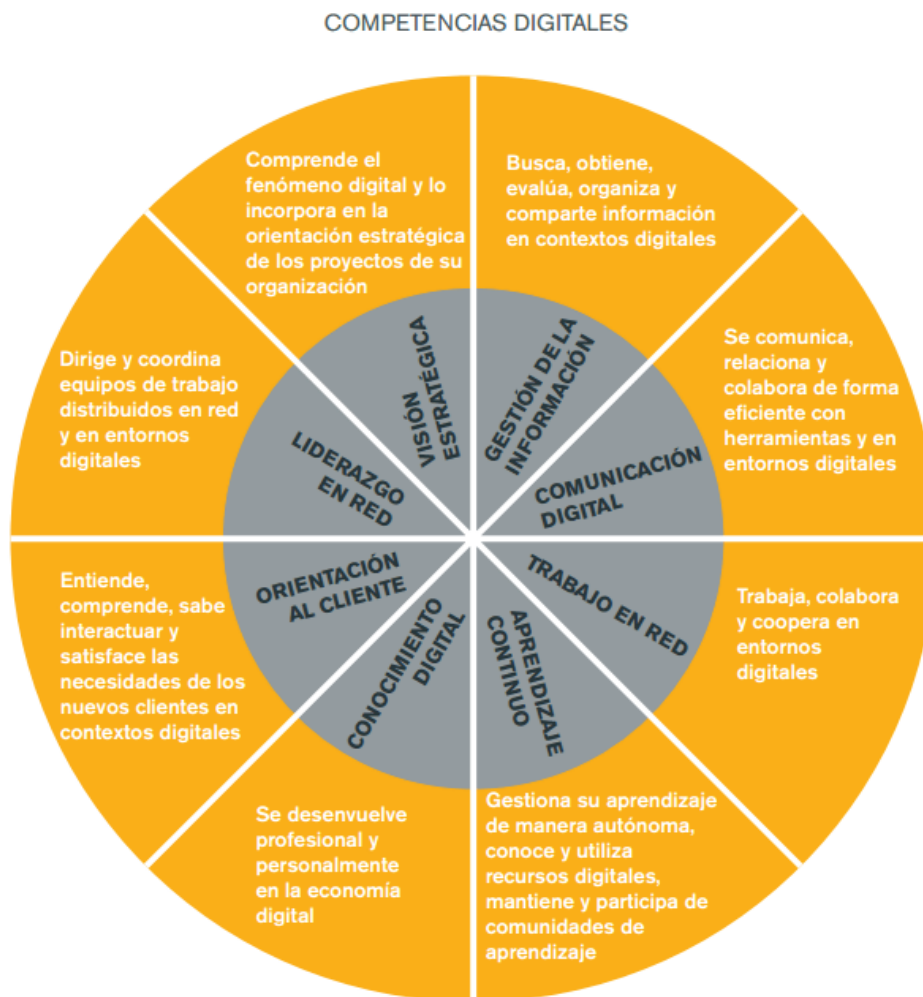 COMPETENCIAS DIGITALES
Comprende el
fenómeno digital y lo
incorpora en la
orientación estratégica
de los proyectos de su
organización
VISIÓN
ESTRATÉGICA
Busca, obtiene,
evalúa, organiza y
comparte información
en contextos digitales
GESTIÓN DE LA
INFORMACIÓN
Se comunica,
relaciona y
colabora de forma
eficiente con
herramientas y en
entornos digitales
COMUNICACIÓN
DIGITAL
Trabaja, colabora
y coopera en
entornos
digitales
TRABAJO EN RED
Gestiona su aprendizaje
de manera autónoma,
conoce y utiliza
recursos digitales,
mantiene y participa de
comunidades de
aprendizaje
APRENDIZAJE
CONTINUO
Se desenvuelve
profesional y
personalmente
en la economía
digital
CONOCIMIENTO
DIGITAL
Entiende,
comprende, sabe
interactuar y
satisface las
necesidades de los
nuevos clientes en
contextos digitales
ORIENTACIÓN
AL CLIENTE
Dirige y coordina
equipos de trabajo
distribuidos en red
y en entornos
digitales
LIDERAZGO
EN RED